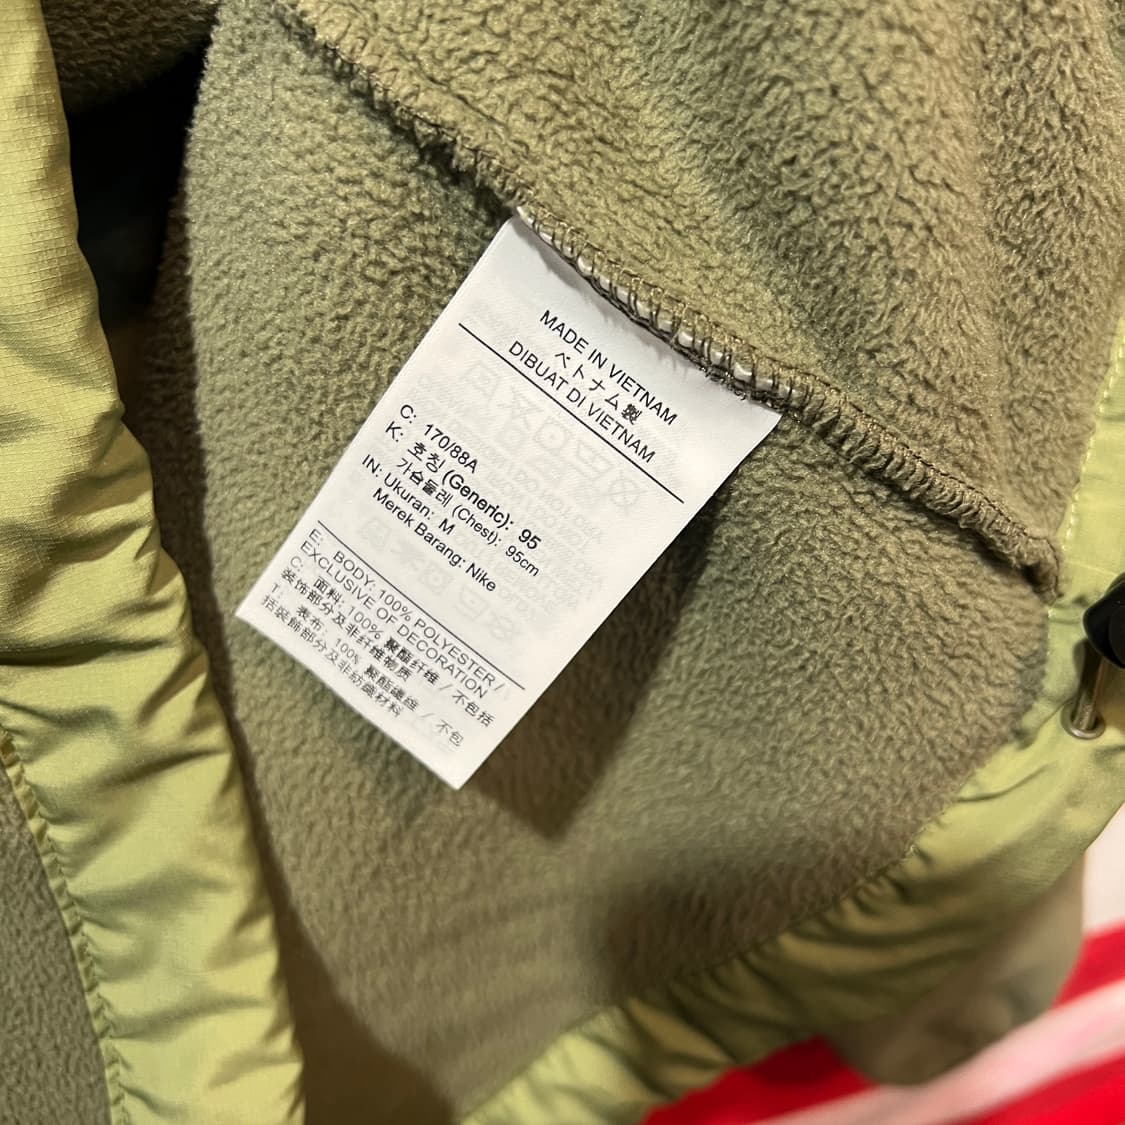 MADE IN VIETNAM
ベトナム製
DIBUAT DI VIETNAM
C: 170/88A
K: 호칭 (Generic): 95
가슴둘레 (Chest): 95cm
IN: Ukuran: M
Merek Barang: Nike
E: BODY: 100% POLYESTER /
EXCLUSIVE OF DECORATION
C: 面料: 100% 聚酯纤维 / 不包括
装饰部分及非纤维物质
T: 表布: 100% 聚酯纖維 / 不包
括裝飾部分及非紡織材料